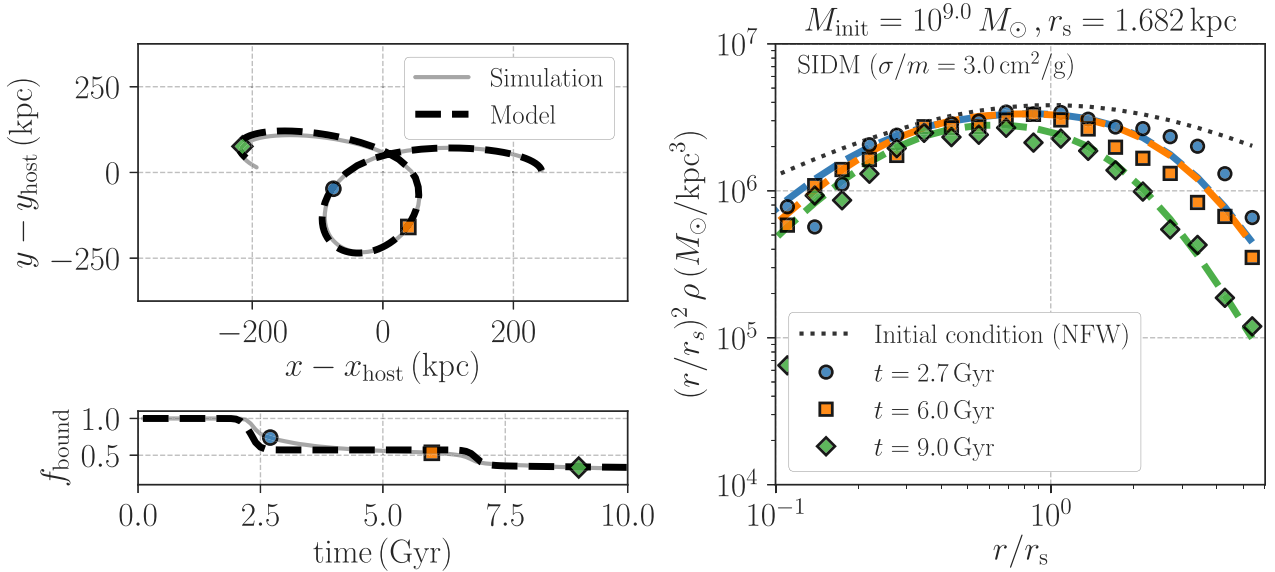 250
0
−250
y − y_host (kpc)
Simulation
Model
−200
0
200
x − x_host (kpc)
1.0
0.5
f_bound
0.0
2.5
5.0
7.5
10.0
time (Gyr)
M_init = 10^9.0 M_⊙ , r_s = 1.682 kpc
SIDM (σ/m = 3.0 cm²/g)
10^7
10^6
10^5
10^4
(r/r_s)² ρ (M_⊙/kpc³)
Initial condition (NFW)
t = 2.7 Gyr
t = 6.0 Gyr
t = 9.0 Gyr
10^−1
10^0
r/r_s